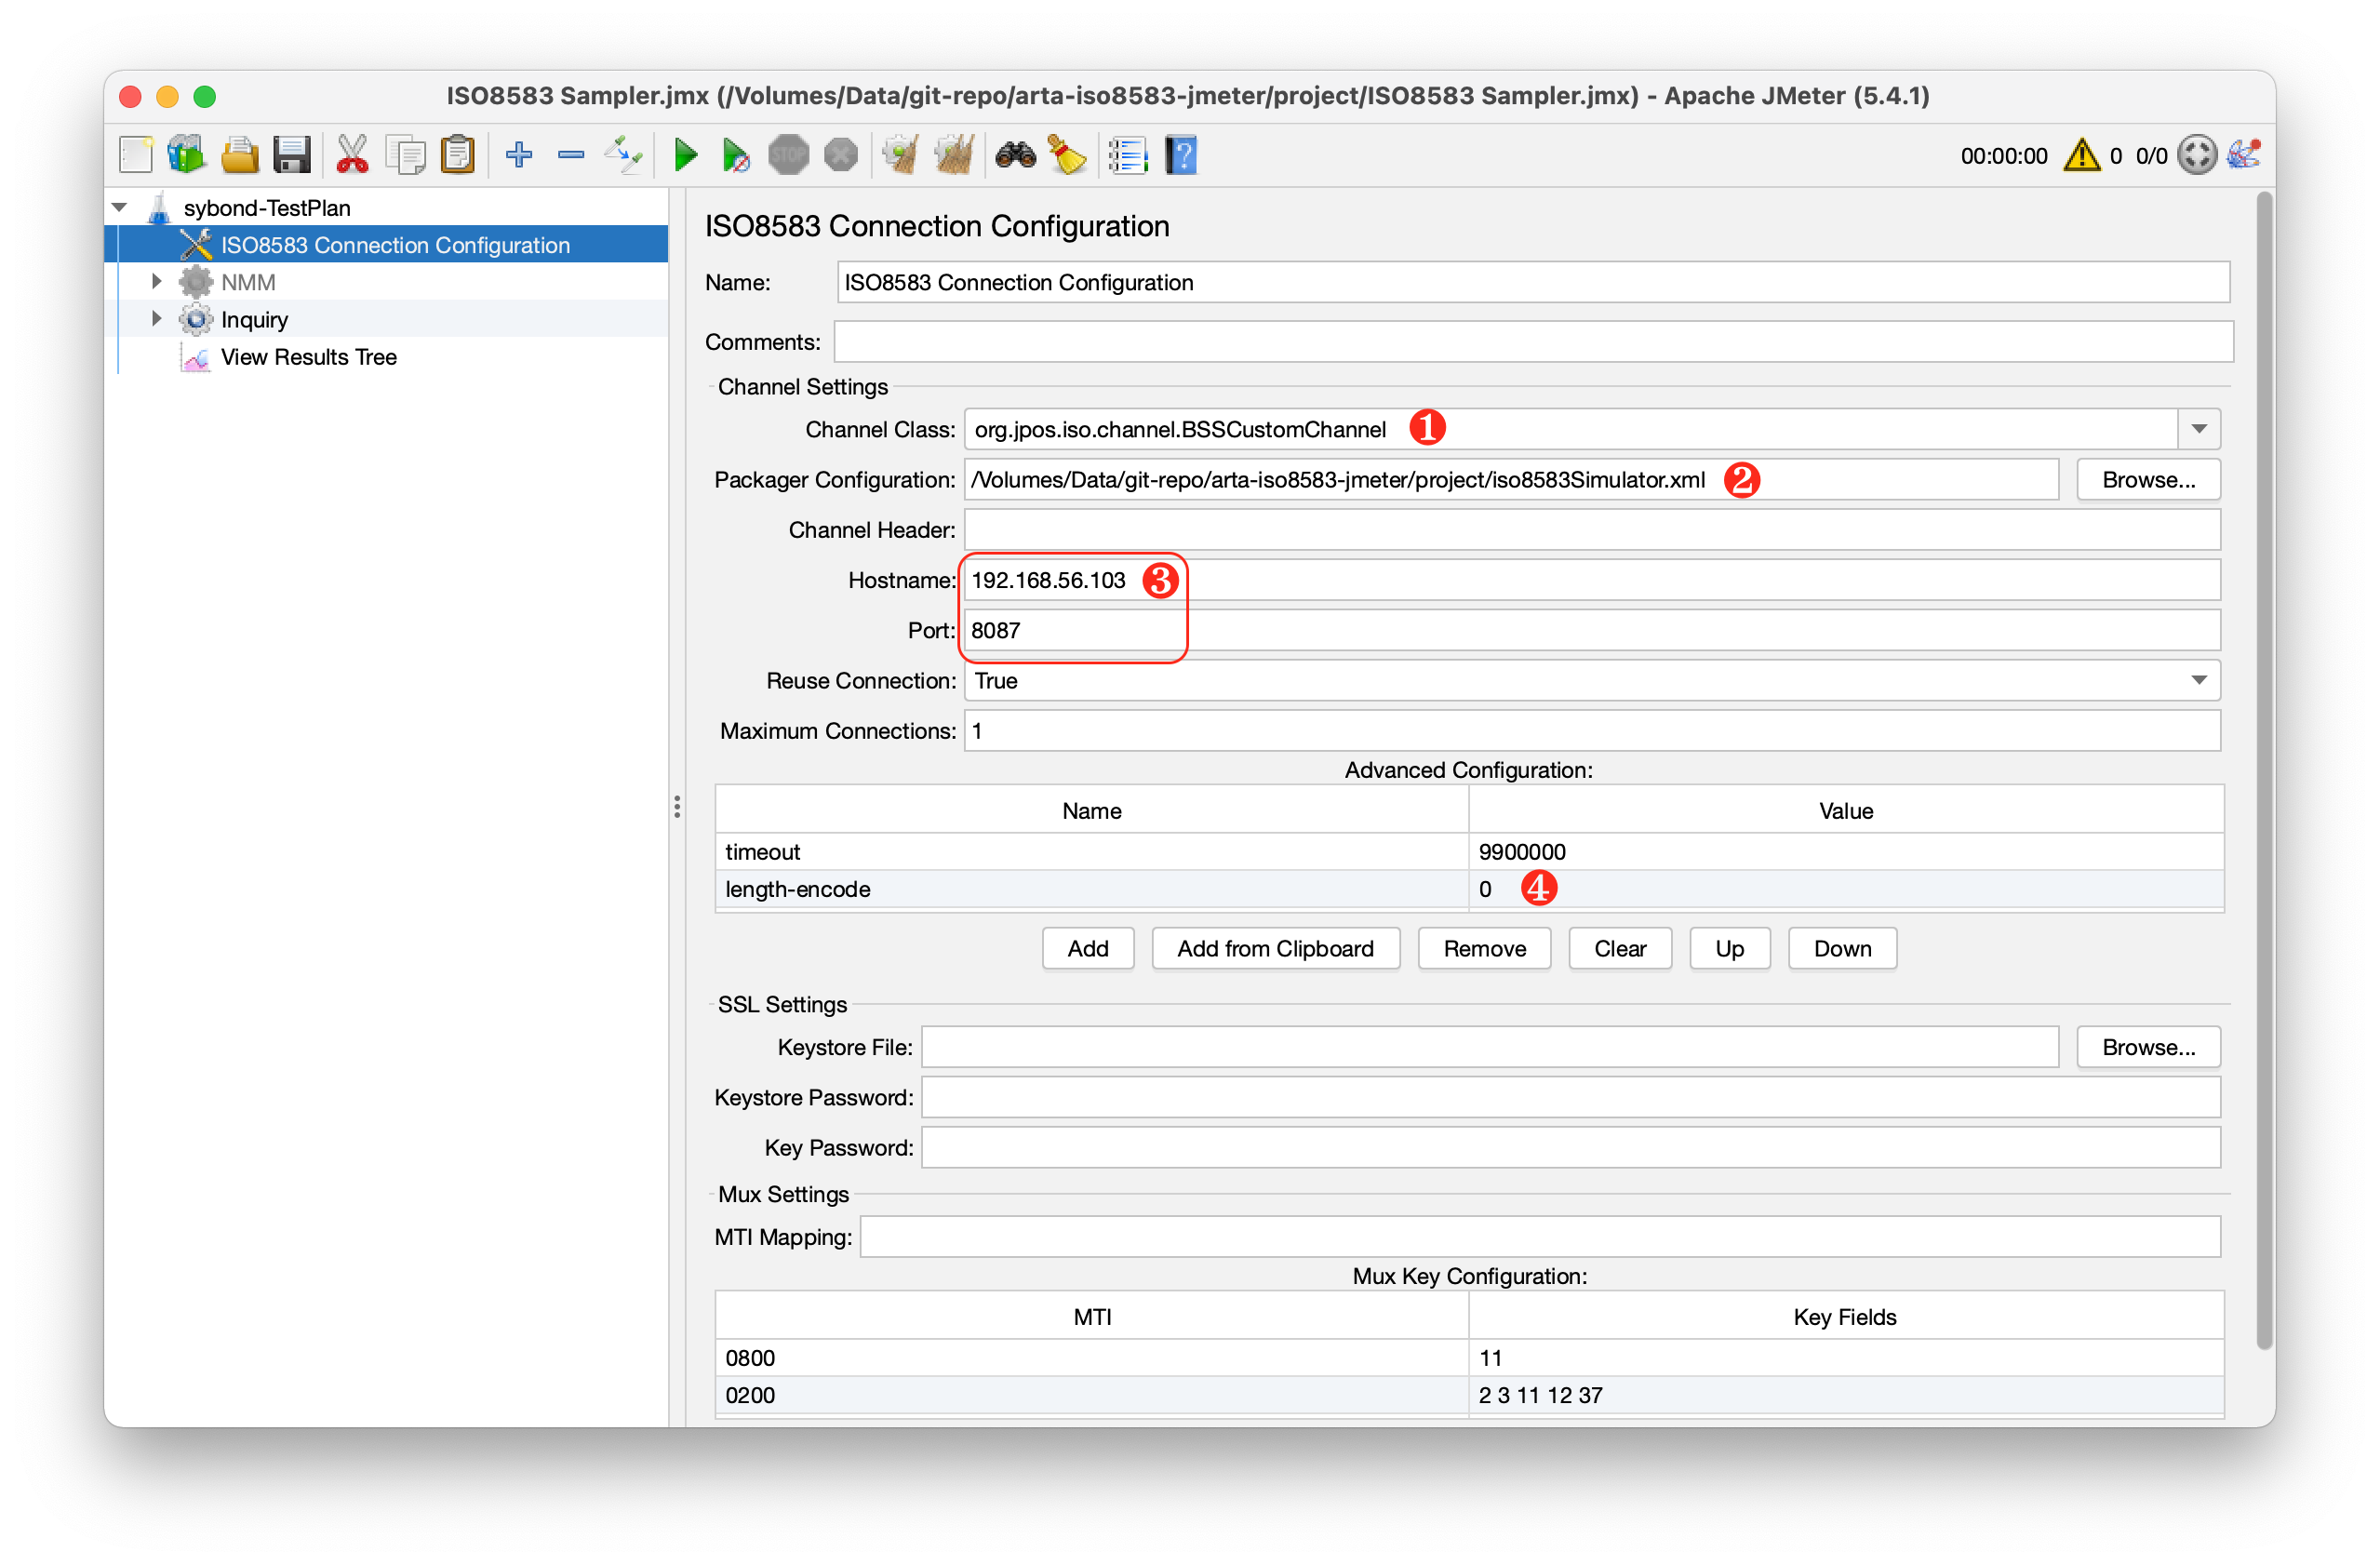 ISO8583 Sampler.jmx (/Volumes/Data/git-repo/arta-iso8583-jmeter/project/ISO8583 Sampler.jmx) - Apache JMeter (5.4.1)
STOP
00:00:00 0 0/0
sybond-TestPlan
ISO8583 Connection Configuration
NMM
Inquiry
View Results Tree
ISO8583 Connection Configuration
Name: ISO8583 Connection Configuration
Comments:
Channel Settings
Channel Class: org.jpos.iso.channel.BSSCustomChannel 1
Packager Configuration: /Volumes/Data/git-repo/arta-iso8583-jmeter/project/iso8583Simulator.xml 2 Browse...
Channel Header:
Hostname: 192.168.56.103 3
Port: 8087
Reuse Connection: True
Maximum Connections: 1
Advanced Configuration:
Name Value
timeout 9900000
length-encode 0 4
Add Add from Clipboard Remove Clear Up Down
SSL Settings
Keystore File: Browse...
Keystore Password:
Key Password:
Mux Settings
MTI Mapping:
Mux Key Configuration:
MTI Key Fields
0800 11
0200 2 3 11 12 37